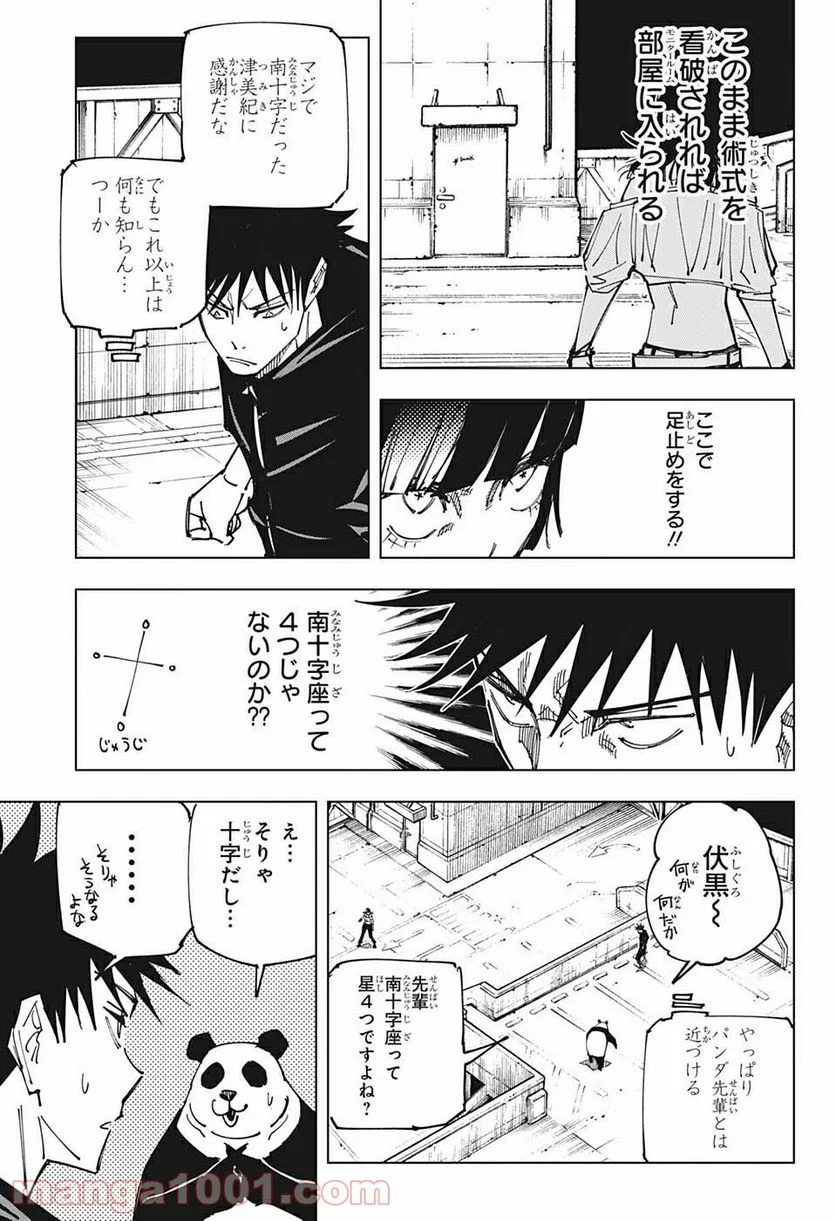 このまま術式を
看破されれば
部屋に入られる
マジで
南十字だった
津美紀に
感謝だな
でもこれ以上は
何も知らん…
つーか
ここで
足止めをする!!
南十字座って
4つじゃ
ないのか??
じゅうじ
伏黒〜
何が
何だか
やっぱり
パンダ先輩とは
近づける
先輩
南十字座って
星4つですよね?
え…
そりゃ
十字だし…
……
そりゃ
そうなる
よな
manga1001.com